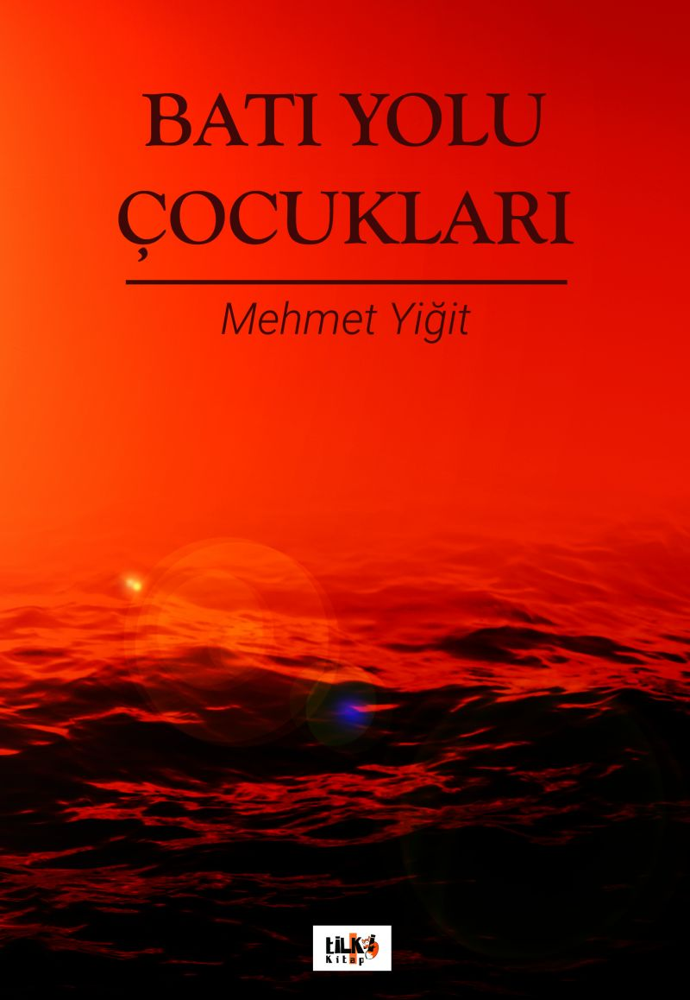 BATI YOLU
ÇOCUKLARI
Mehmet Yiğit
tiLKi
Kitap